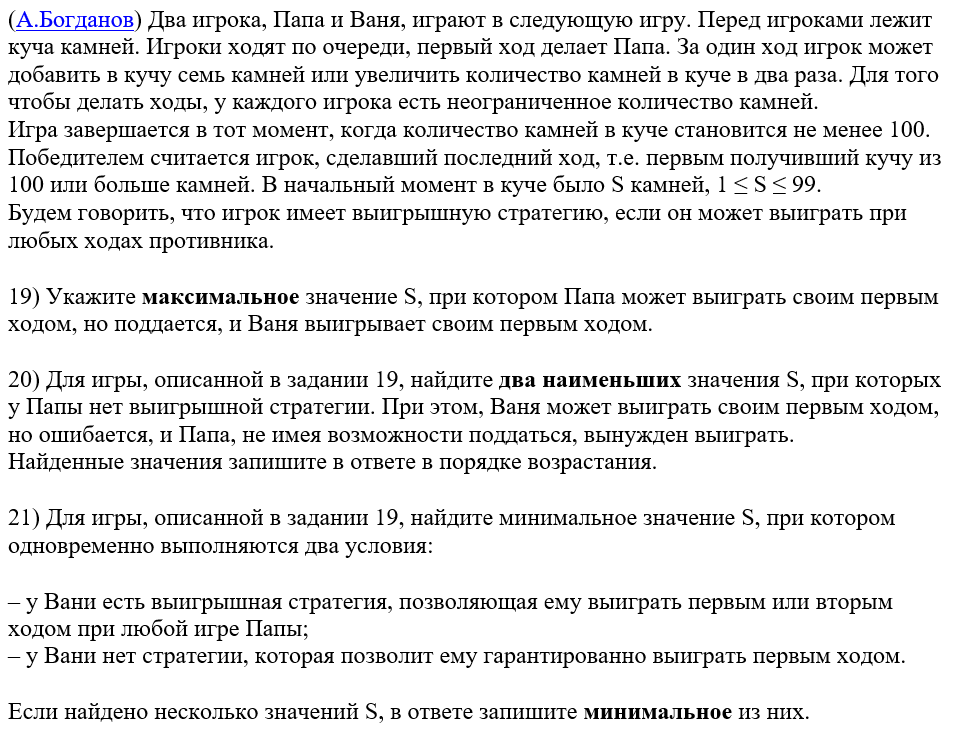 (А.Богданов) Два игрока, Папа и Ваня, играют в следующую игру. Перед игроками лежит
куча камней. Игроки ходят по очереди, первый ход делает Папа. За один ход игрок может
добавить в кучу семь камней или увеличить количество камней в куче в два раза. Для того
чтобы делать ходы, у каждого игрока есть неограниченное количество камней.
Игра завершается в тот момент, когда количество камней в куче становится не менее 100.
Победителем считается игрок, сделавший последний ход, т.е. первым получивший кучу из
100 или больше камней. В начальный момент в куче было S камней, 1 ≤ S ≤ 99.
Будем говорить, что игрок имеет выигрышную стратегию, если он может выиграть при
любых ходах противника.
19) Укажите максимальное значение S, при котором Папа может выиграть своим первым
ходом, но поддается, и Ваня выигрывает своим первым ходом.
20) Для игры, описанной в задании 19, найдите два наименьших значения S, при которых
у Папы нет выигрышной стратегии. При этом, Ваня может выиграть своим первым ходом,
но ошибается, и Папа, не имея возможности поддаться, вынужден выиграть.
Найденные значения запишите в ответе в порядке возрастания.
21) Для игры, описанной в задании 19, найдите минимальное значение S, при котором
одновременно выполняются два условия:
– у Вани есть выигрышная стратегия, позволяющая ему выиграть первым или вторым
ходом при любой игре Папы;
– у Вани нет стратегии, которая позволит ему гарантированно выиграть первым ходом.
Если найдено несколько значений S, в ответе запишите минимальное из них.